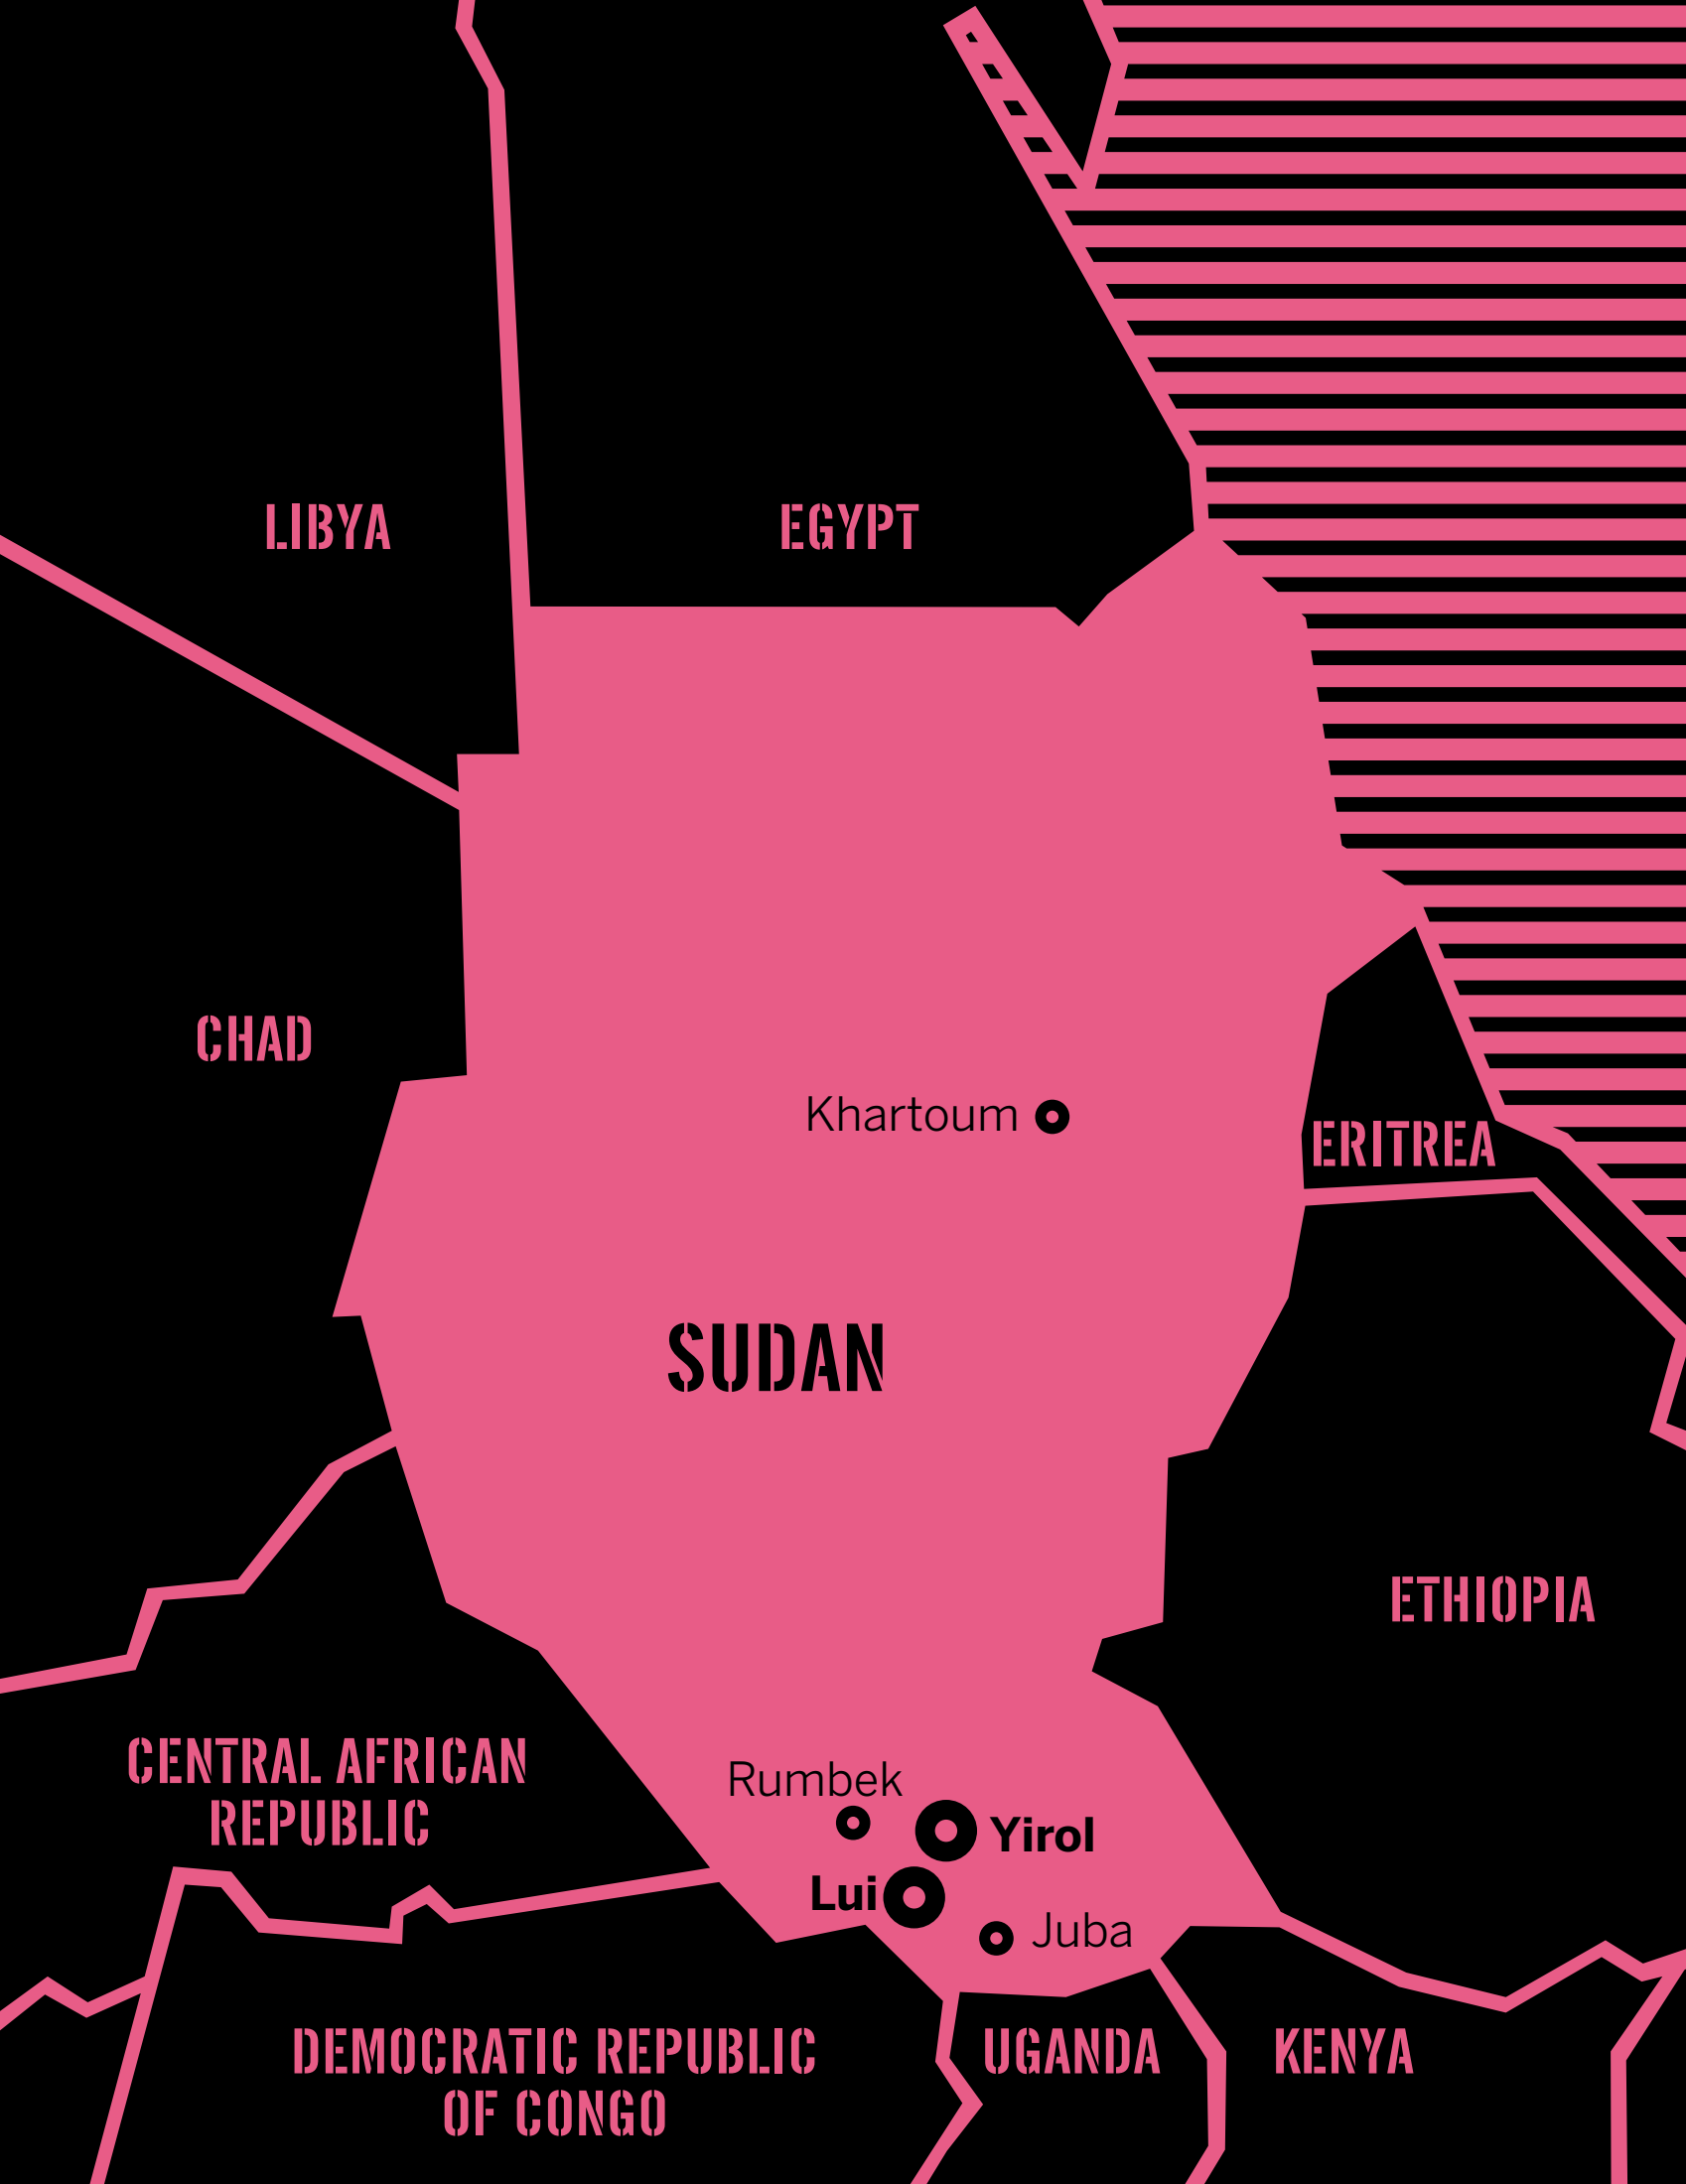 LIBYA
EGYPT
CHAD
Khartoum
ERITREA
SUDAN
ETHIOPIA
CENTRAL AFRICAN
REPUBLIC
Rumbek
Yirol
Lui
Juba
DEMOCRATIC REPUBLIC
OF CONGO
UGANDA
KENYA